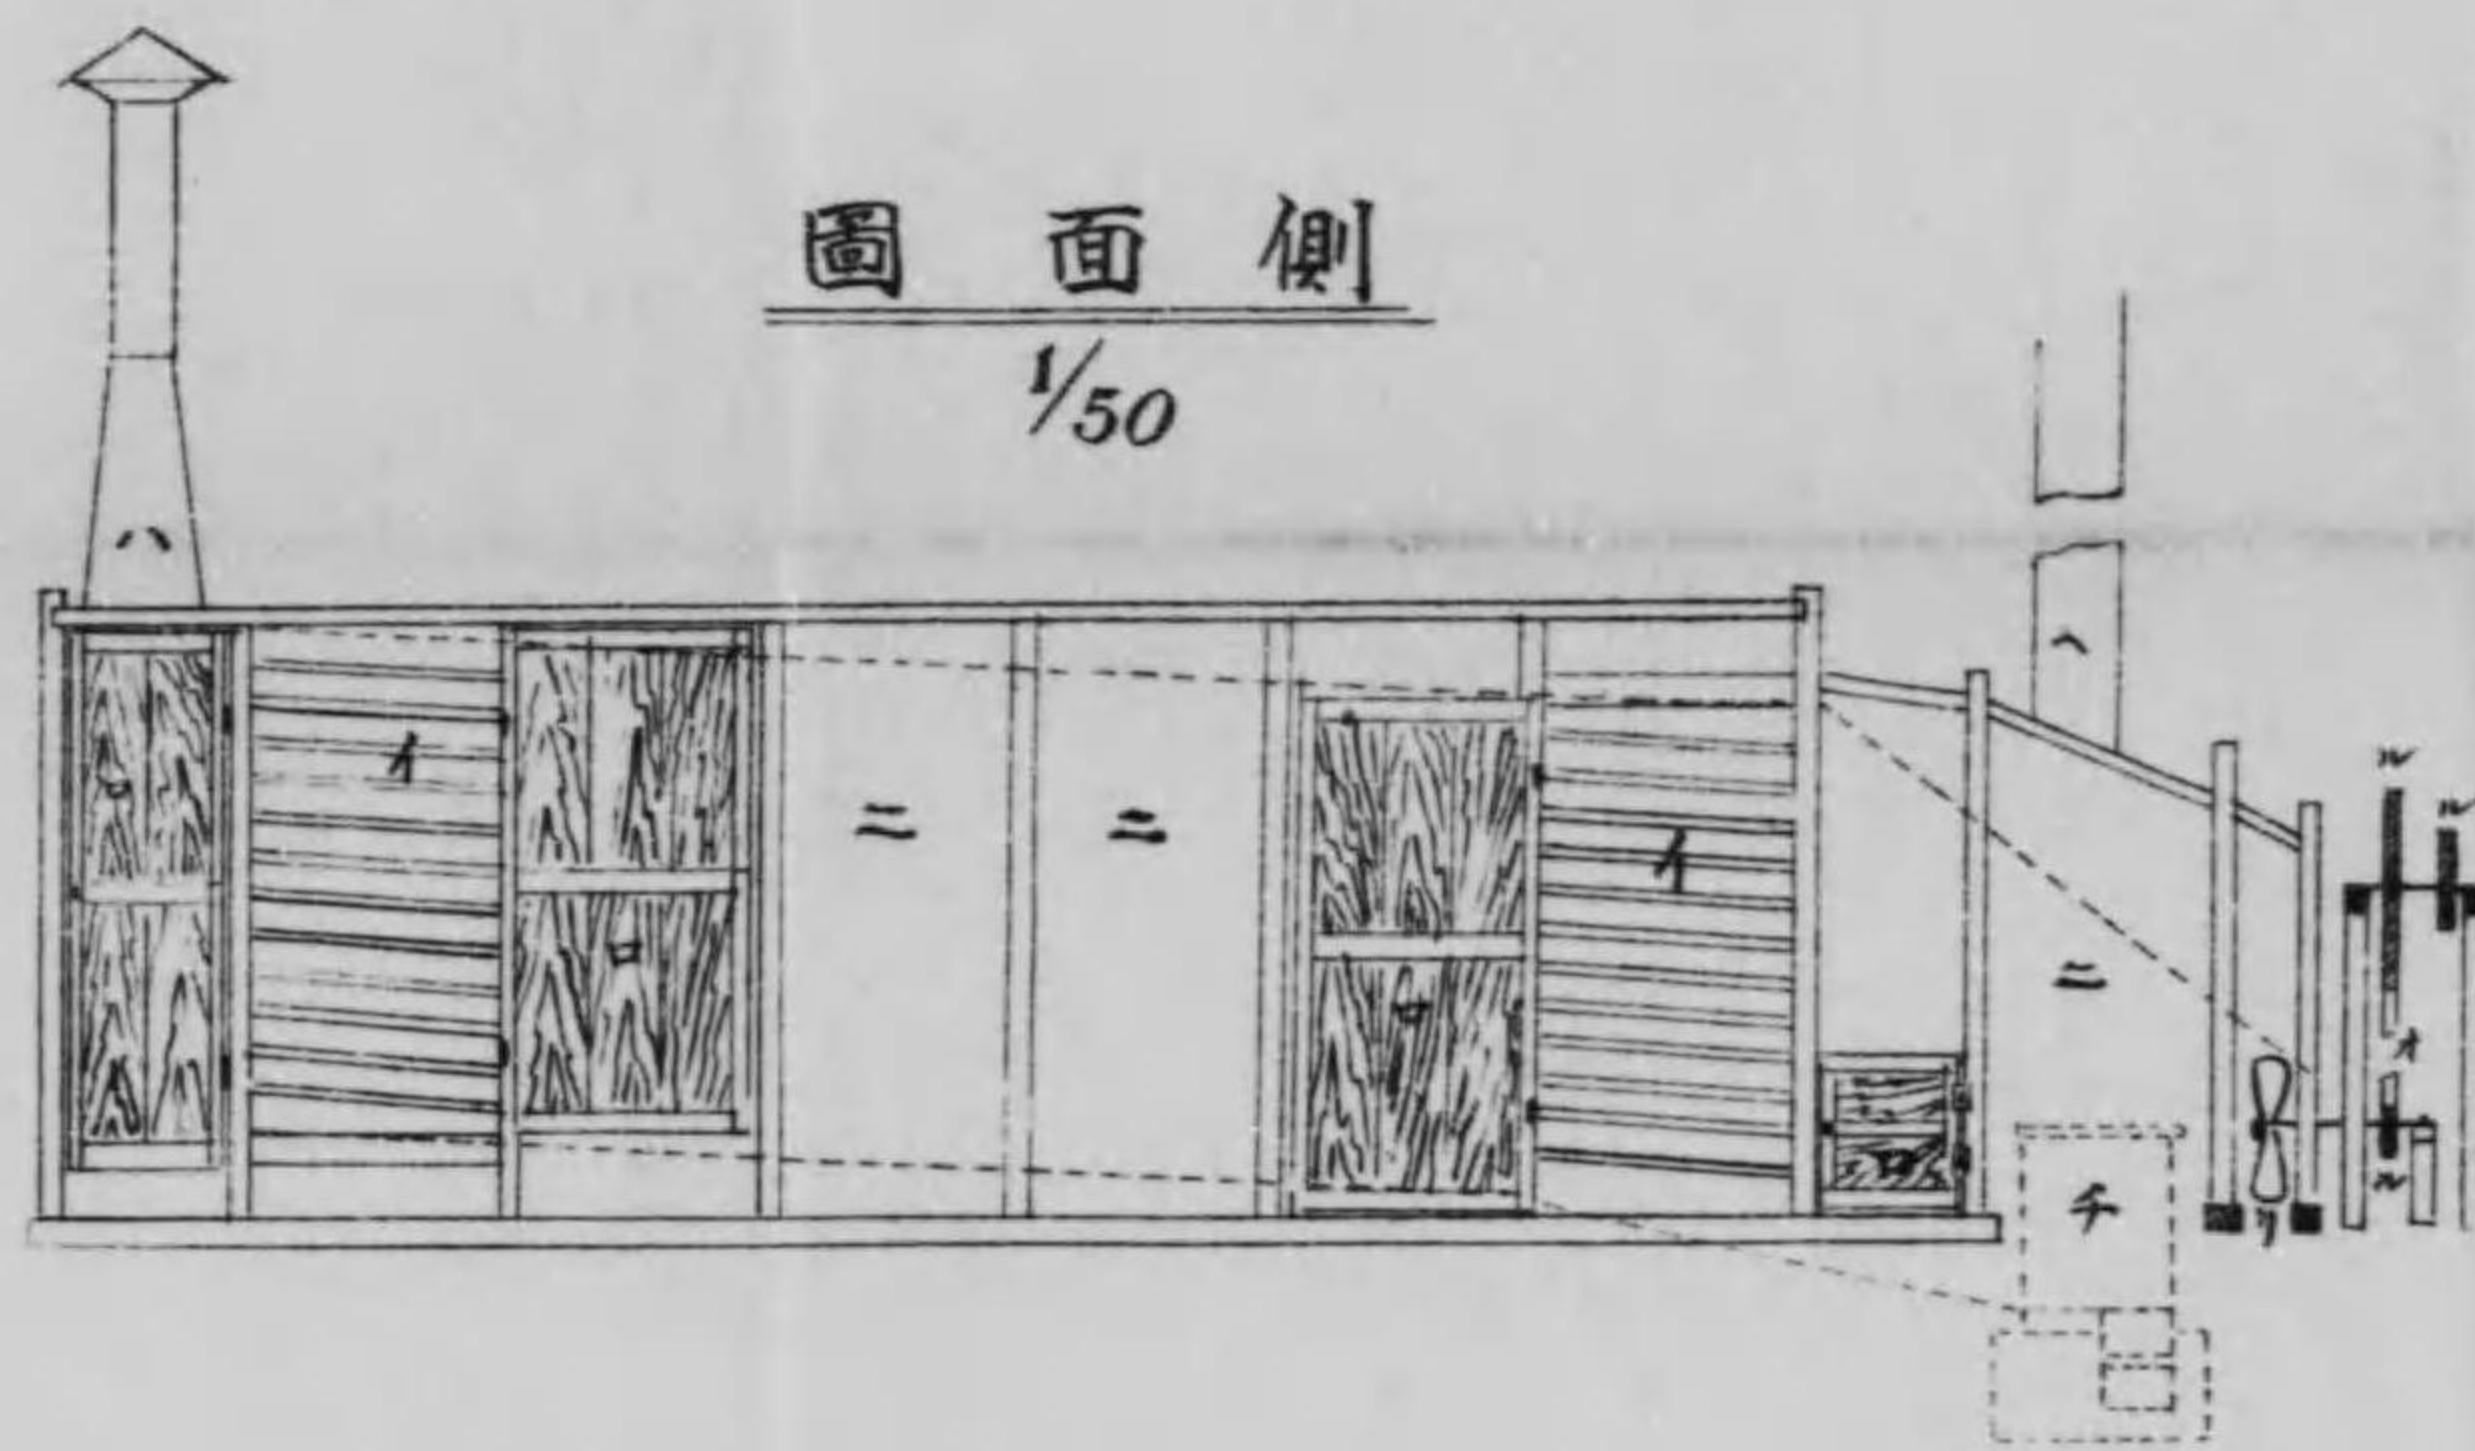 側面圖
1/50
ハ
ヘ
イ
ロ
ニ
ニ
イ
ロ
ロ
ニ
チ
リ
ル
ル
オ
ル